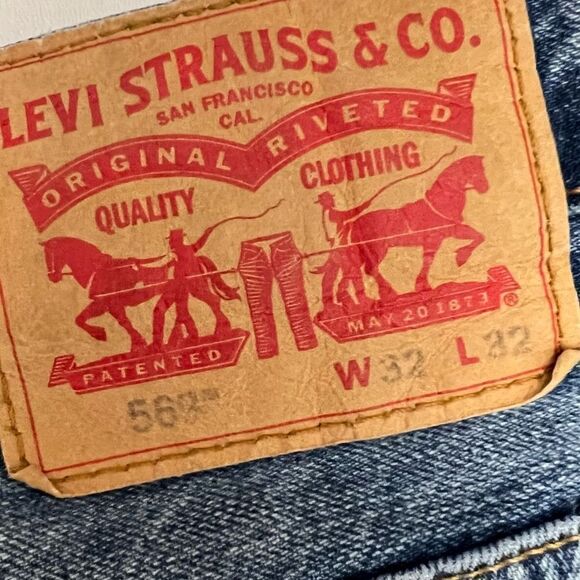 LEVI STRAUSS & CO.
SAN FRANCISCO
CAL.
ORIGINAL RIVETED
QUALITY CLOTHING
PATENTED
MAY 20 1873
®
W 32 L 32